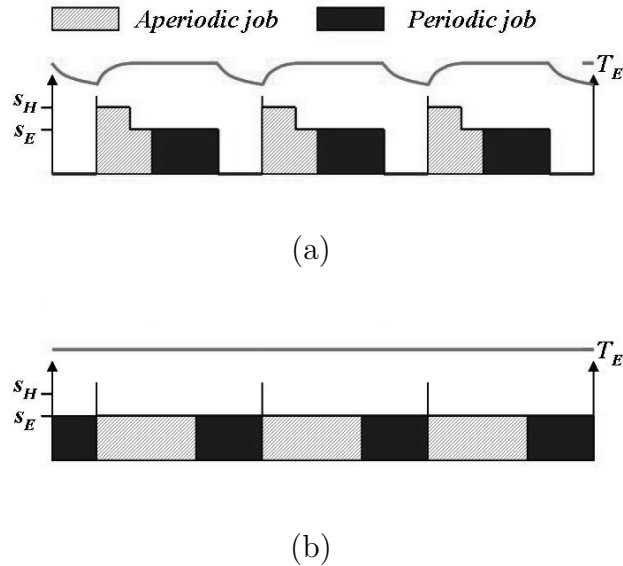 Aperiodic job Periodic job
T_E
s_H
s_E
(a)
T_E
s_H
s_E
(b)